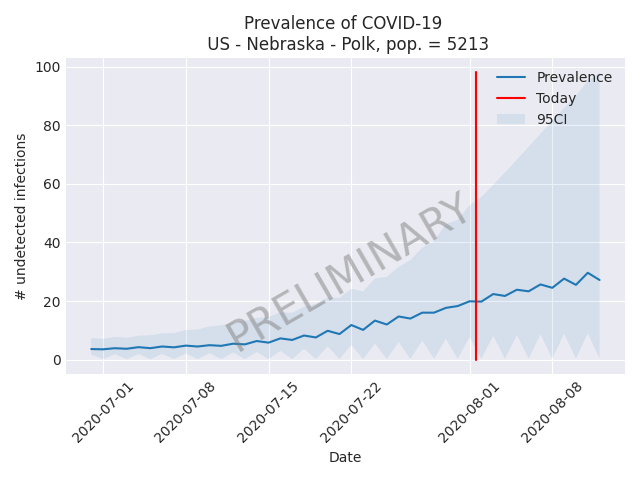 Prevalence of COVID-19
US - Nebraska - Polk, pop. = 5213
Prevalence
Today
95CI
100
80
60
40
20
0
# undetected infections
PRELIMINARY
2020-07-01
2020-07-08
2020-07-15
2020-07-22
2020-08-01
2020-08-08
Date